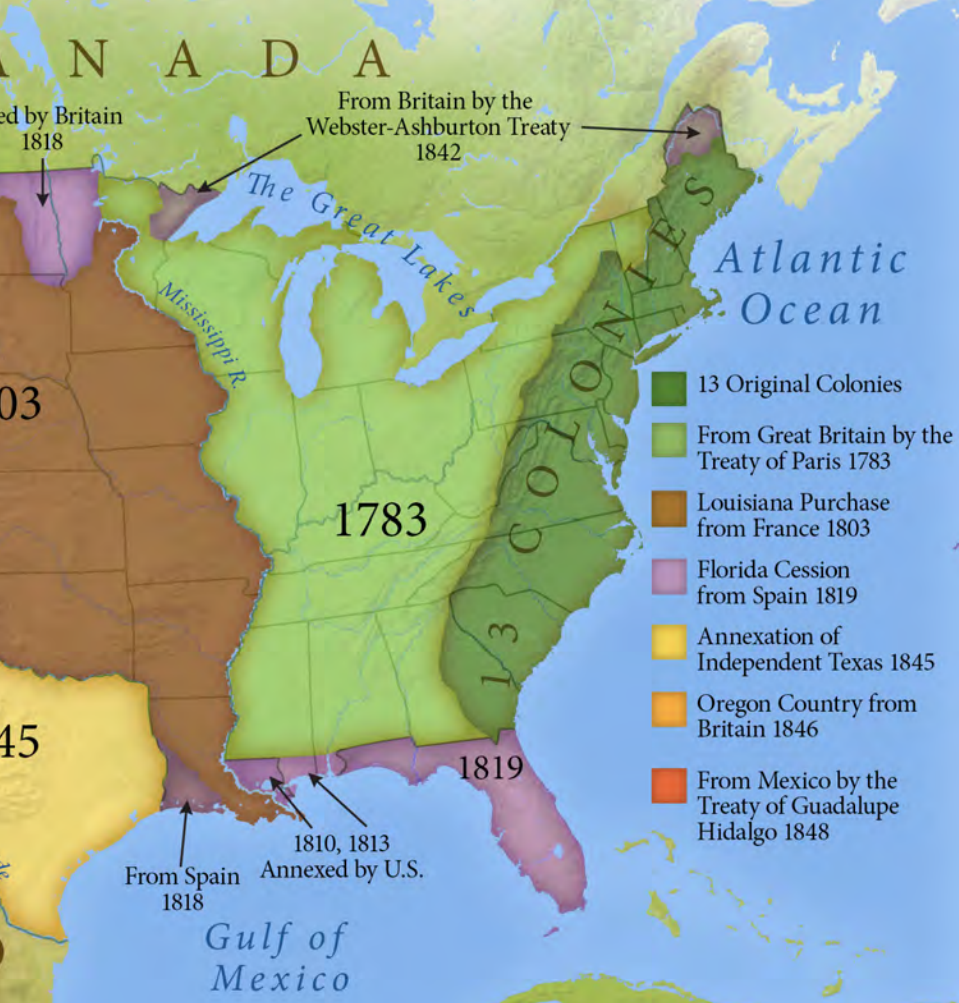 A N A D A
From Britain by the
Webster-Ashburton Treaty
1842
ed by Britain
1818
The Great Lakes
Mississippi R.
Atlantic
Ocean
13 COLONIES
03
1783
45
1819
1810, 1813
Annexed by U.S.
From Spain
1818
Gulf of
Mexico
13 Original Colonies
From Great Britain by the
Treaty of Paris 1783
Louisiana Purchase
from France 1803
Florida Cession
from Spain 1819
Annexation of
Independent Texas 1845
Oregon Country from
Britain 1846
From Mexico by the
Treaty of Guadalupe
Hidalgo 1848